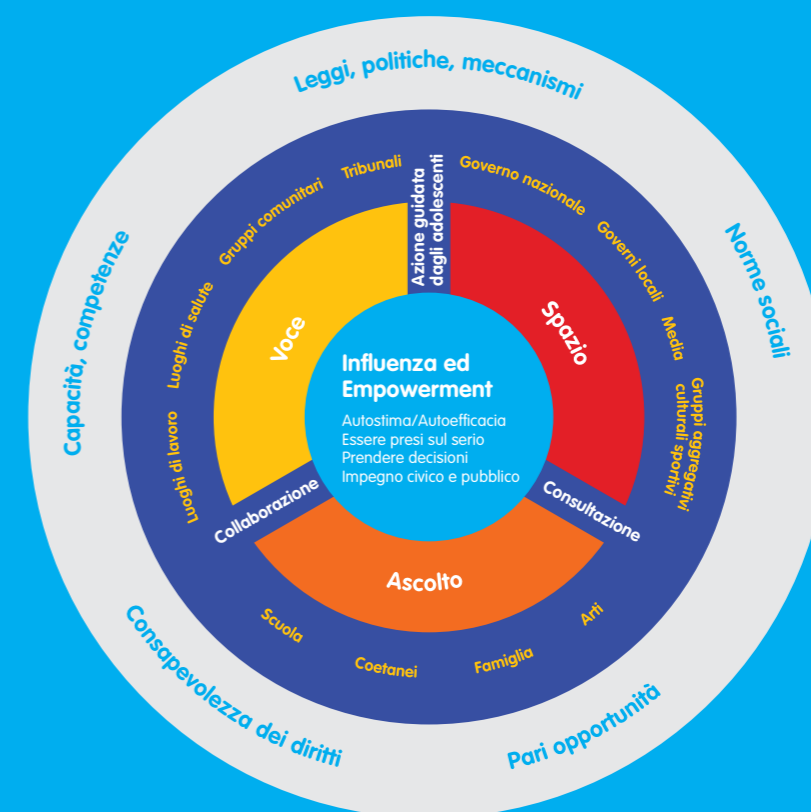 Leggi, politiche, meccanismi
Norme sociali
Pari opportunità
Consapevolezza dei diritti
Capacità, competenze
Tribunali
Gruppi comunitari
Luoghi di salute
Luoghi di lavoro
Scuola
Coetanei
Famiglia
Arti
Gruppi aggregativi
culturali sportivi
Media
Governi locali
Governo nazionale
Azione guidata
dagli adolescenti
Voce
Spazio
Collaborazione
Consultazione
Ascolto
Influenza ed
Empowerment
Autostima/Autoefficacia
Essere presi sul serio
Prendere decisioni
Impegno civico e pubblico